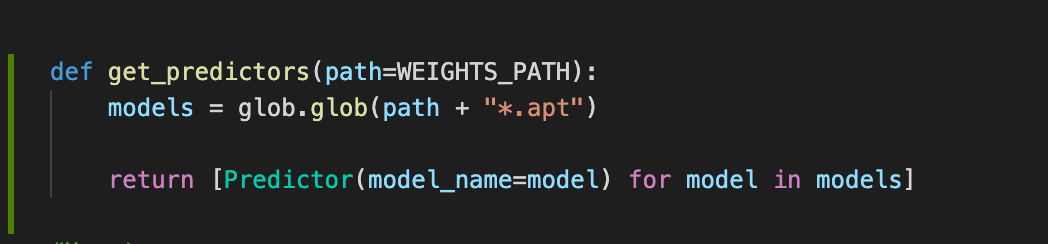 def get_predictors(path=WEIGHTS_PATH):
models = glob.glob(path + "*.apt")
return [Predictor(model_name=model) for model in models]